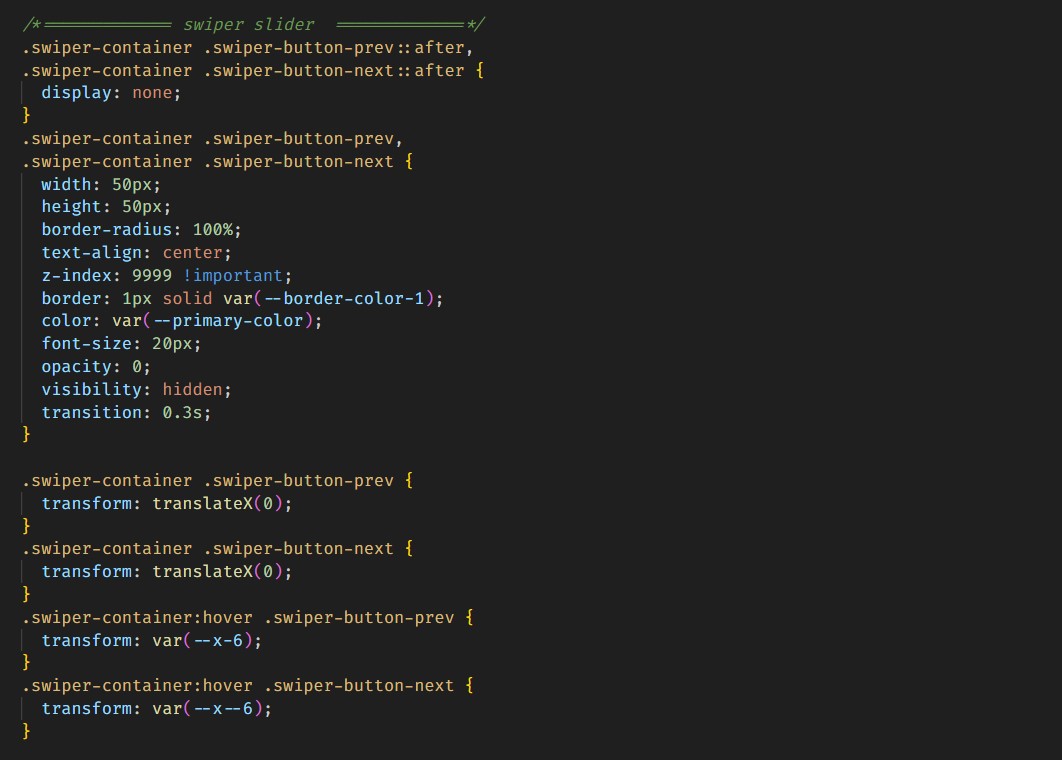 /*============= swiper slider  =============*/
.swiper-container .swiper-button-prev::after,
.swiper-container .swiper-button-next::after {
  display: none;
}
.swiper-container .swiper-button-prev,
.swiper-container .swiper-button-next {
  width: 50px;
  height: 50px;
  border-radius: 100%;
  text-align: center;
  z-index: 9999 !important;
  border: 1px solid var(--border-color-1);
  color: var(--primary-color);
  font-size: 20px;
  opacity: 0;
  visibility: hidden;
  transition: 0.3s;
}

.swiper-container .swiper-button-prev {
  transform: translateX(0);
}
.swiper-container .swiper-button-next {
  transform: translateX(0);
}
.swiper-container:hover .swiper-button-prev {
  transform: var(--x-6);
}
.swiper-container:hover .swiper-button-next {
  transform: var(--x--6);
}